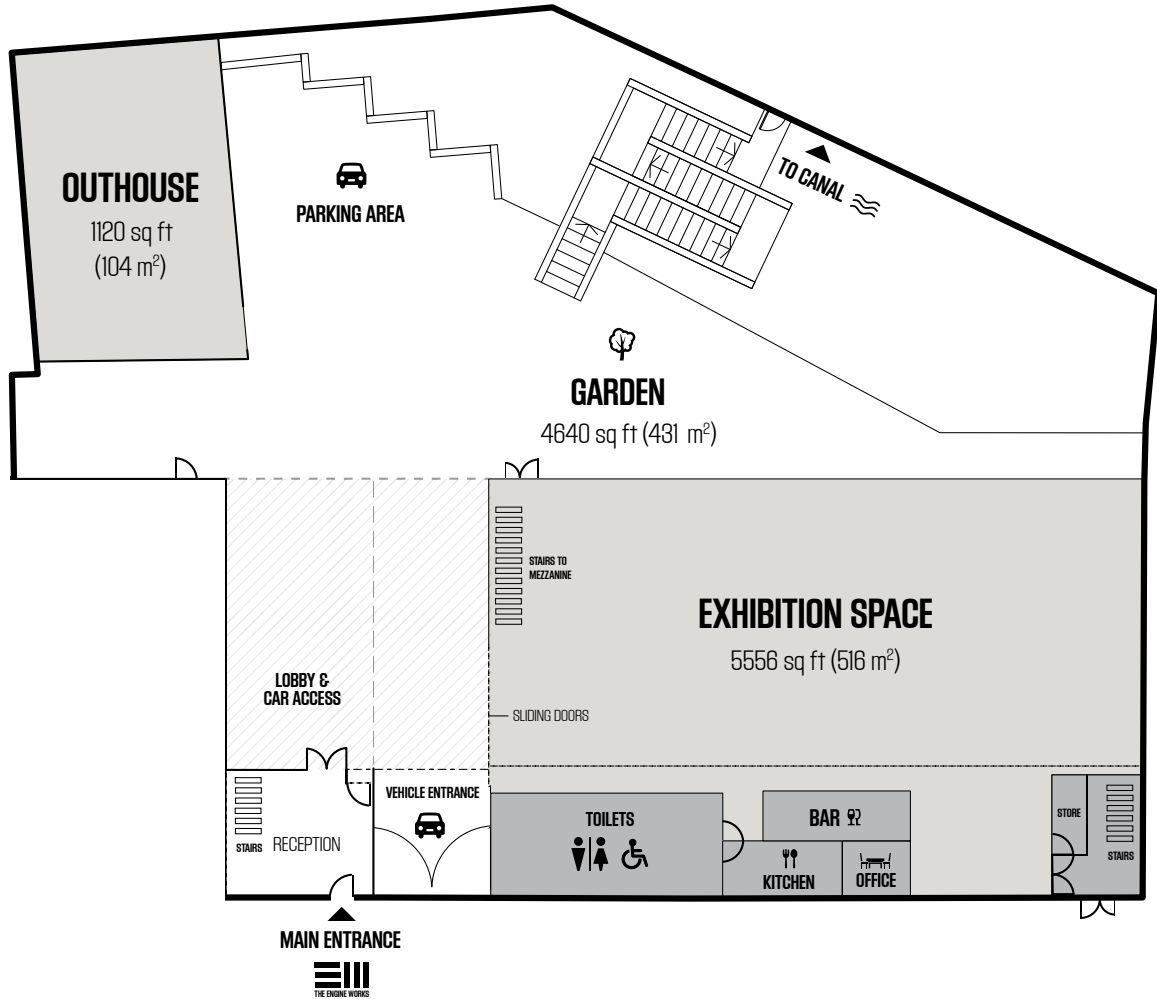 OUTHOUSE
1120 sq ft
(104 m²)
PARKING AREA
TO CANAL
GARDEN
4640 sq ft (431 m²)
STAIRS TO
MEZZANINE
EXHIBITION SPACE
5556 sq ft (516 m²)
LOBBY &
CAR ACCESS
SLIDING DOORS
VEHICLE ENTRANCE
STAIRS
RECEPTION
TOILETS
BAR
KITCHEN
OFFICE
STORE
STAIRS
MAIN ENTRANCE
THE ENGINE WORKS